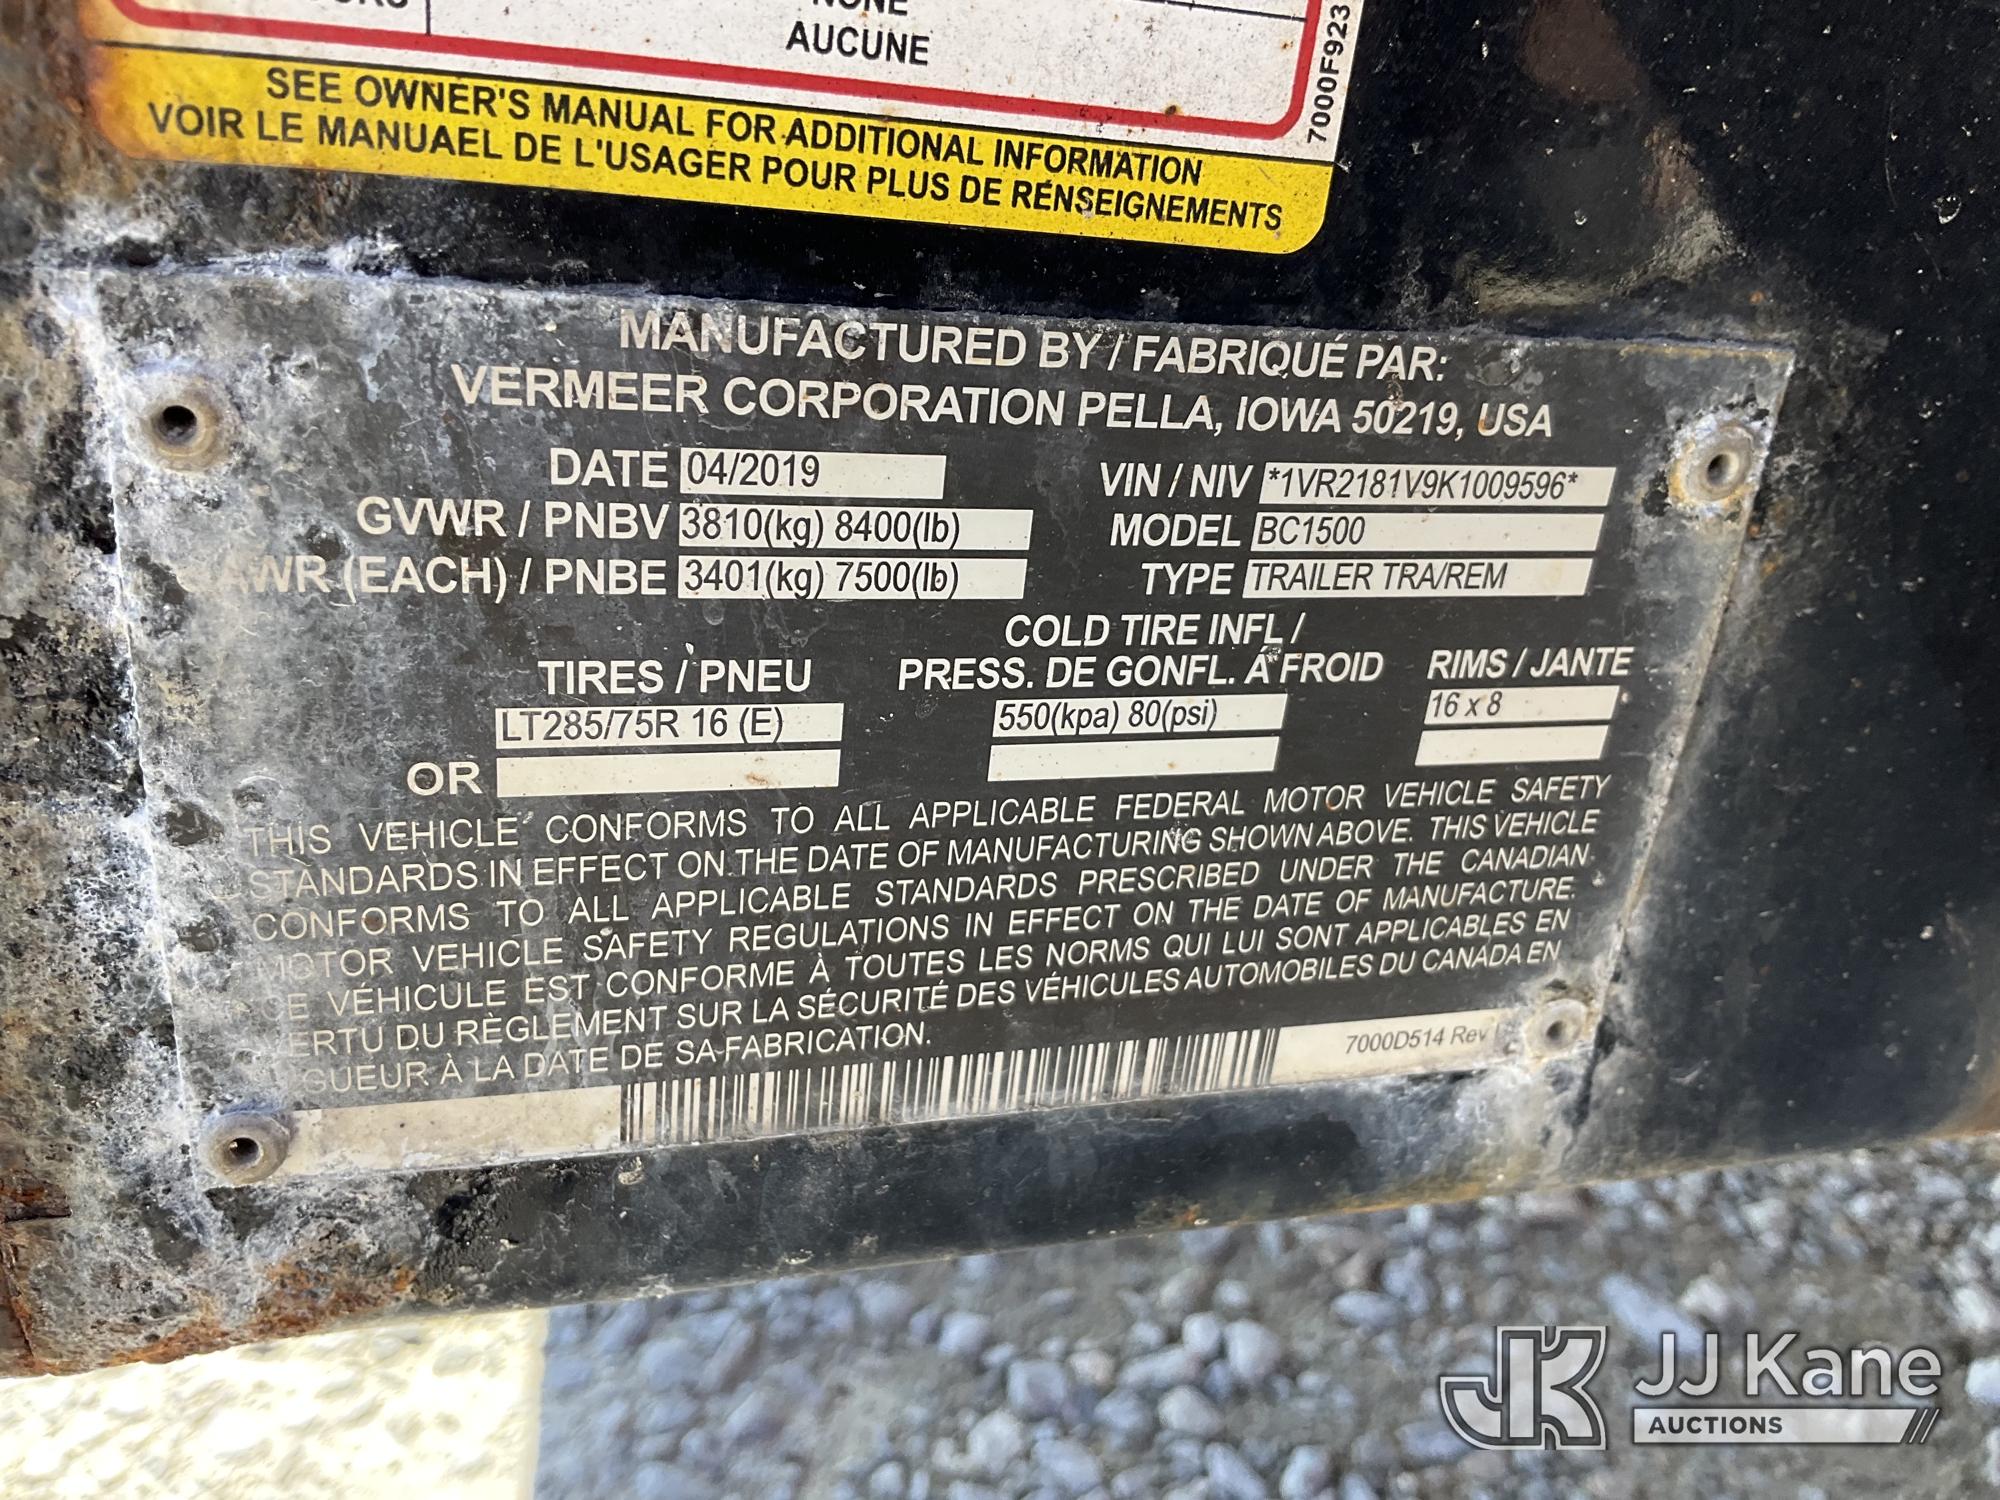 NONE
AUCUNE
SEE OWNER'S MANUAL FOR ADDITIONAL INFORMATION
VOIR LE MANUAEL DE L'USAGER POUR PLUS DE RENSEIGNEMENTS
7000F923
MANUFACTURED BY / FABRIQUÉ PAR:
VERMEER CORPORATION PELLA, IOWA 50219, USA
DATE 04/2019 VIN / NIV *1VR2181V9K1009596*
GVWR / PNBV 3810(kg) 8400(lb) MODEL BC1500
AWR (EACH) / PNBE 3401(kg) 7500(lb) TYPE TRAILER TRA/REM
COLD TIRE INFL /
TIRES / PNEU PRESS. DE GONFL. Á FROID RIMS / JANTE
LT285/75R 16 (E) 550(kpa) 80(psi) 16 x 8
OR
THIS VEHICLE CONFORMS TO ALL APPLICABLE FEDERAL MOTOR VEHICLE SAFETY
STANDARDS IN EFFECT ON THE DATE OF MANUFACTURING SHOWN ABOVE. THIS VEHICLE
CONFORMS TO ALL APPLICABLE STANDARDS PRESCRIBED UNDER THE CANADIAN
MOTOR VEHICLE SAFETY REGULATIONS IN EFFECT ON THE DATE OF MANUFACTURE.
CE VÉHICULE EST CONFORME À TOUTES LES NORMS QUI LUI SONT APPLICABLES EN
ERTU DU RÈGLEMENT SUR LA SÉCURITÉ DES VÉHICULES AUTOMOBILES DU CANADA EN
GUEUR À LA DATE DE SA FABRICATION.
7000D514 Rev
JK JJ Kane
AUCTIONS